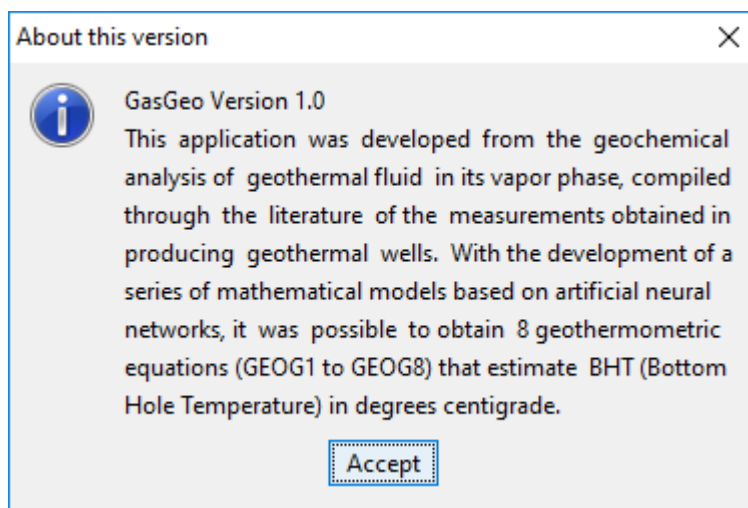 About this version
GasGeo Version 1.0
This application was developed from the geochemical
analysis of geothermal fluid in its vapor phase, compiled
through the literature of the measurements obtained in
producing geothermal wells. With the development of a
series of mathematical models based on artificial neural
networks, it was possible to obtain 8 geothermometric
equations (GEOG1 to GEOG8) that estimate BHT (Bottom
Hole Temperature) in degrees centigrade.
Accept